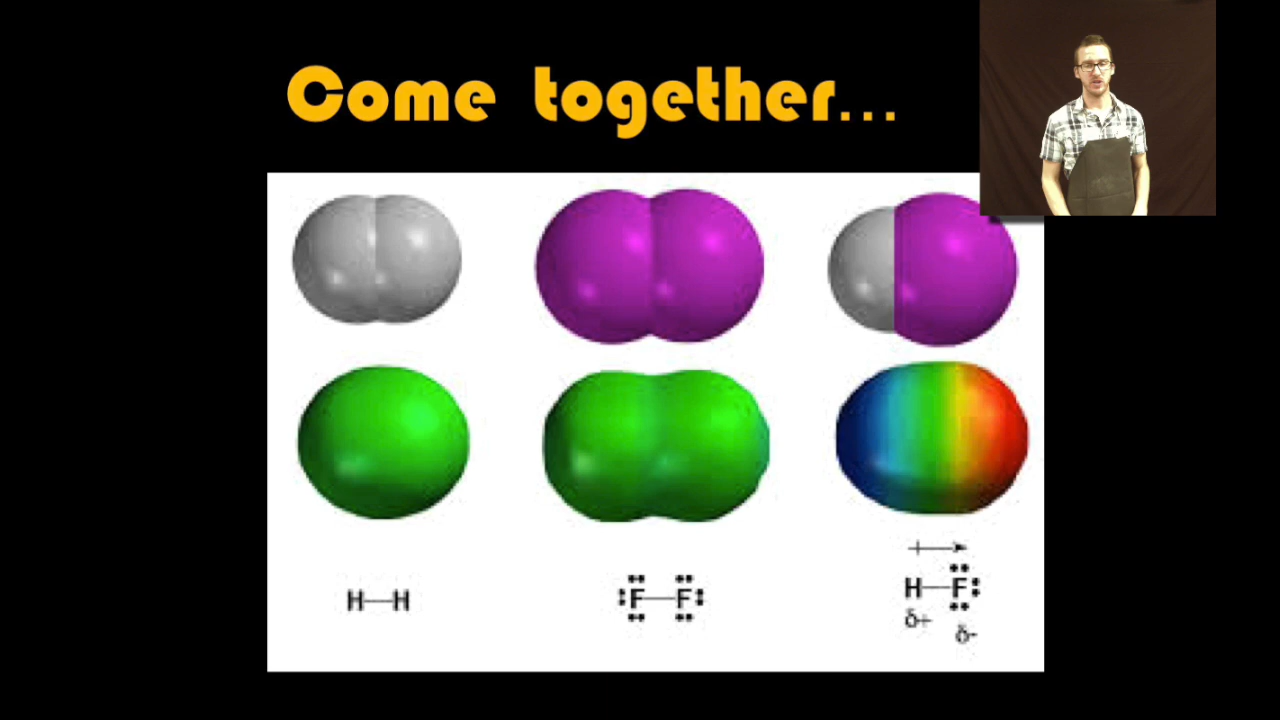 Come together...
H—H
F—F
H—F
δ+
δ-